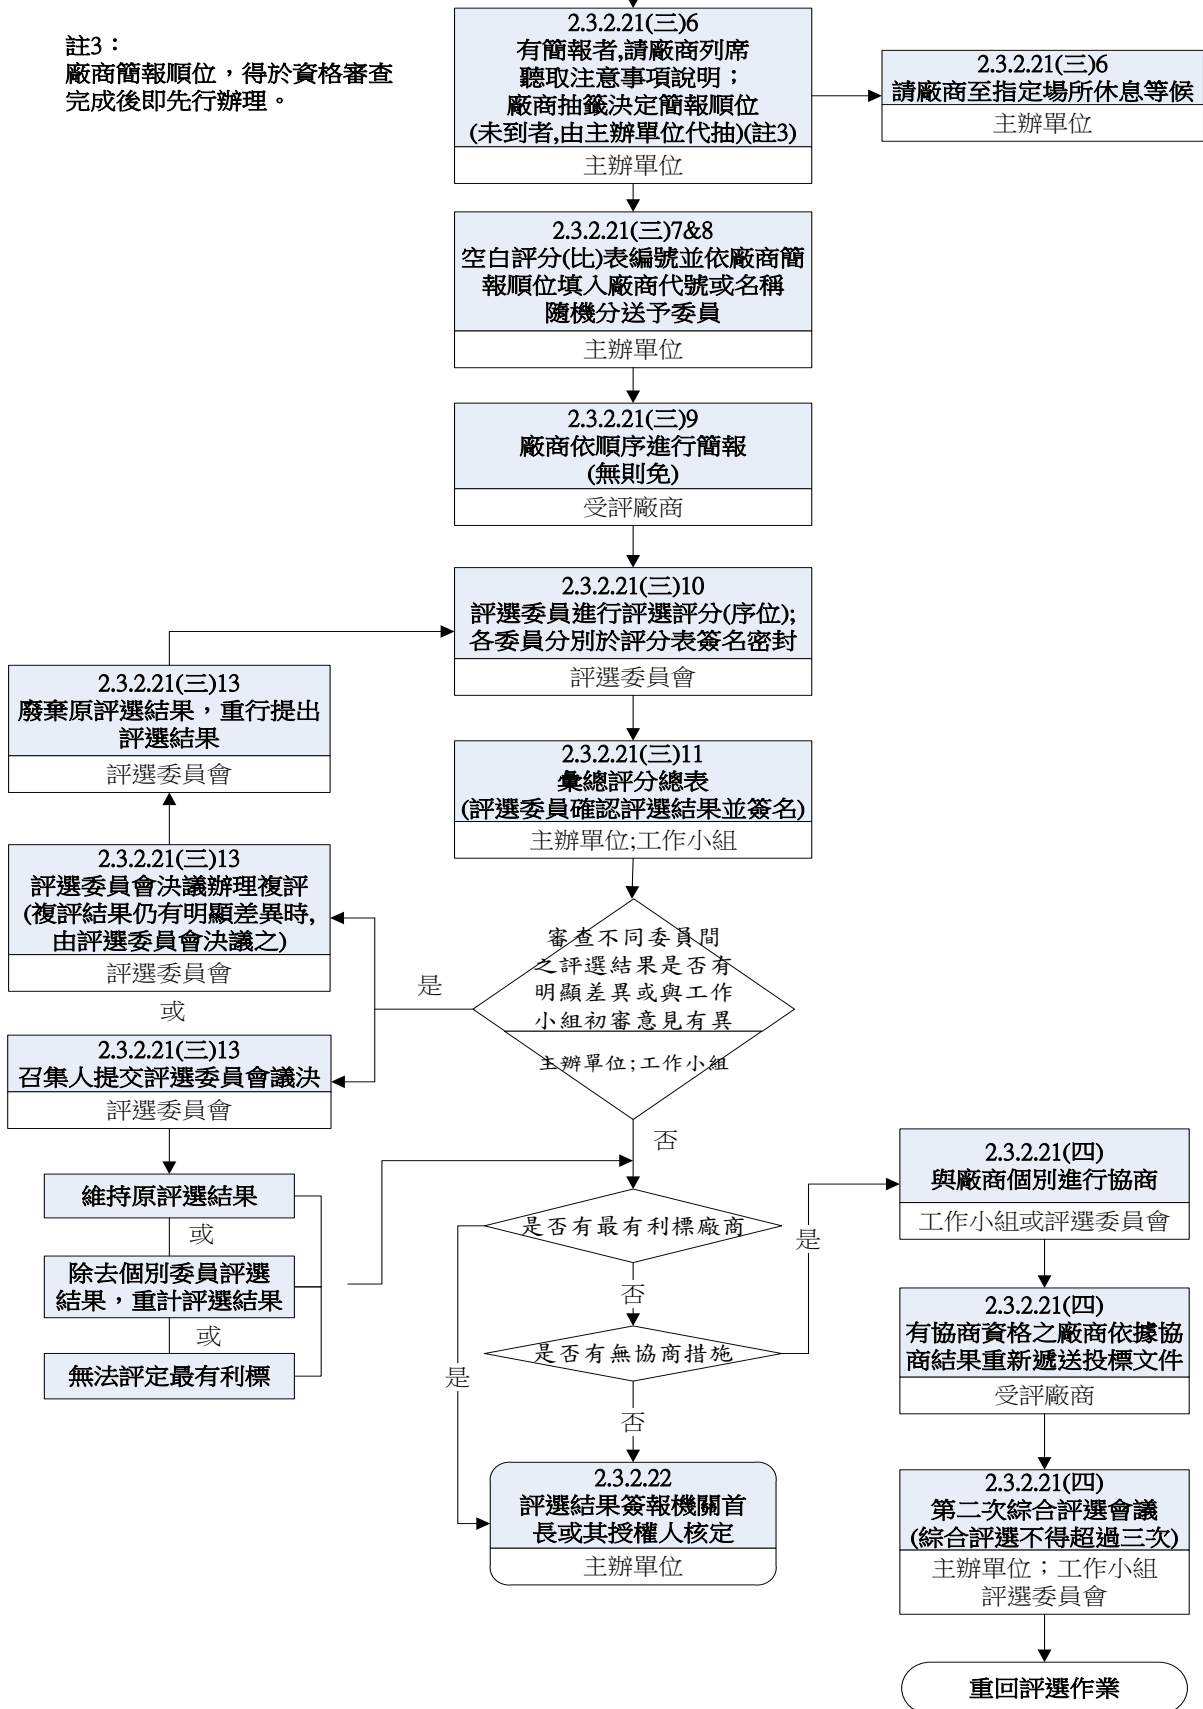 註3：
廠商簡報順位，得於資格審查
完成後即先行辦理。
2.3.2.21(三)6
有簡報者,請廠商列席
聽取注意事項說明；
廠商抽籤決定簡報順位
(未到者,由主辦單位代抽)(註3)
主辦單位
2.3.2.21(三)6
請廠商至指定場所休息等候
主辦單位
2.3.2.21(三)7&8
空白評分(比)表編號並依廠商簡
報順位填入廠商代號或名稱
隨機分送予委員
主辦單位
2.3.2.21(三)9
廠商依順序進行簡報
(無則免)
受評廠商
2.3.2.21(三)10
評選委員進行評選評分(序位);
各委員分別於評分表簽名密封
評選委員會
2.3.2.21(三)11
彙總評分總表
(評選委員確認評選結果並簽名)
主辦單位;工作小組
審查不同委員間
之評選結果是否有
明顯差異或與工作
小組初審意見有異
主辦單位;工作小組
是
2.3.2.21(三)13
廢棄原評選結果，重行提出
評選結果
評選委員會
2.3.2.21(三)13
評選委員會決議辦理複評
(複評結果仍有明顯差異時,
由評選委員會決議之)
評選委員會
或
2.3.2.21(三)13
召集人提交評選委員會議決
評選委員會
維持原評選結果
或
除去個別委員評選
結果，重計評選結果
或
無法評定最有利標
否
是否有最有利標廠商
是
否
是否有無協商措施
是
否
2.3.2.22
評選結果簽報機關首
長或其授權人核定
主辦單位
2.3.2.21(四)
與廠商個別進行協商
工作小組或評選委員會
2.3.2.21(四)
有協商資格之廠商依據協
商結果重新遞送投標文件
受評廠商
2.3.2.21(四)
第二次綜合評選會議
(綜合評選不得超過三次)
主辦單位；工作小組
評選委員會
重回評選作業